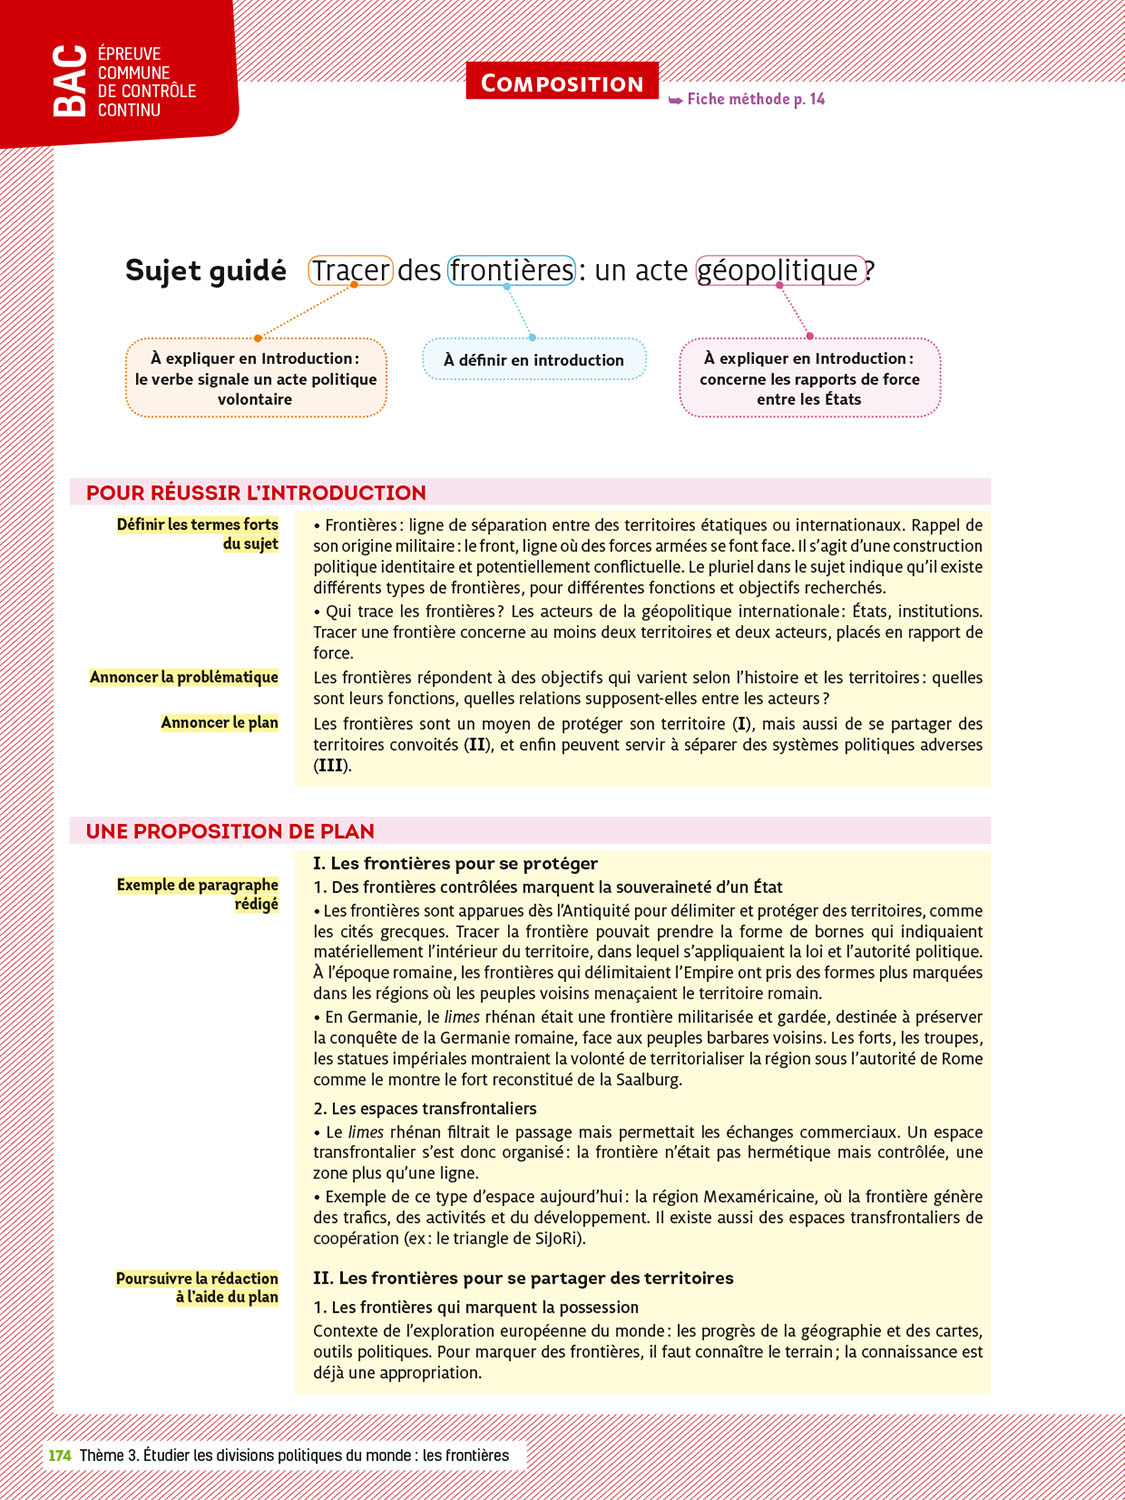 BAC
ÉPREUVE
COMMUNE
DE CONTRÔLE
CONTINU
COMPOSITION
➥ Fiche méthode p. 14
Sujet guidé Tracer des frontières : un acte géopolitique ?
À expliquer en Introduction :
le verbe signale un acte politique
volontaire
À définir en introduction
À expliquer en Introduction :
concerne les rapports de force
entre les États
POUR RÉUSSIR L’INTRODUCTION
Définir les termes forts
du sujet
• Frontières : ligne de séparation entre des territoires étatiques ou internationaux. Rappel de
son origine militaire : le front, ligne où des forces armées se font face. Il s’agit d’une construction
politique identitaire et potentiellement conflictuelle. Le pluriel dans le sujet indique qu’il existe
différents types de frontières, pour différentes fonctions et objectifs recherchés.
• Qui trace les frontières ? Les acteurs de la géopolitique internationale : États, institutions.
Tracer une frontière concerne au moins deux territoires et deux acteurs, placés en rapport de
force.
Annoncer la problématique
Les frontières répondent à des objectifs qui varient selon l’histoire et les territoires : quelles
sont leurs fonctions, quelles relations supposent-elles entre les acteurs ?
Annoncer le plan
Les frontières sont un moyen de protéger son territoire (I), mais aussi de se partager des
territoires convoités (II), et enfin peuvent servir à séparer des systèmes politiques adverses
(III).
UNE PROPOSITION DE PLAN
I. Les frontières pour se protéger
Exemple de paragraphe
rédigé
1. Des frontières contrôlées marquent la souveraineté d’un État
• Les frontières sont apparues dès l’Antiquité pour délimiter et protéger des territoires, comme
les cités grecques. Tracer la frontière pouvait prendre la forme de bornes qui indiquaient
matériellement l’intérieur du territoire, dans lequel s’appliquaient la loi et l’autorité politique.
À l’époque romaine, les frontières qui délimitaient l’Empire ont pris des formes plus marquées
dans les régions où les peuples voisins menaçaient le territoire romain.
• En Germanie, le limes rhénan était une frontière militarisée et gardée, destinée à préserver
la conquête de la Germanie romaine, face aux peuples barbares voisins. Les forts, les troupes,
les statues impériales montraient la volonté de territorialiser la région sous l’autorité de Rome
comme le montre le fort reconstitué de la Saalburg.
2. Les espaces transfrontaliers
• Le limes rhénan filtrait le passage mais permettait les échanges commerciaux. Un espace
transfrontalier s’est donc organisé : la frontière n’était pas hermétique mais contrôlée, une
zone plus qu’une ligne.
• Exemple de ce type d’espace aujourd’hui : la région Mexaméricaine, où la frontière génère
des trafics, des activités et du développement. Il existe aussi des espaces transfrontaliers de
coopération (ex : le triangle de SiJoRi).
Poursuivre la rédaction
à l’aide du plan
II. Les frontières pour se partager des territoires
1. Les frontières qui marquent la possession
Contexte de l’exploration européenne du monde : les progrès de la géographie et des cartes,
outils politiques. Pour marquer des frontières, il faut connaître le terrain ; la connaissance est
déjà une appropriation.
174 Thème 3. Étudier les divisions politiques du monde : les frontières